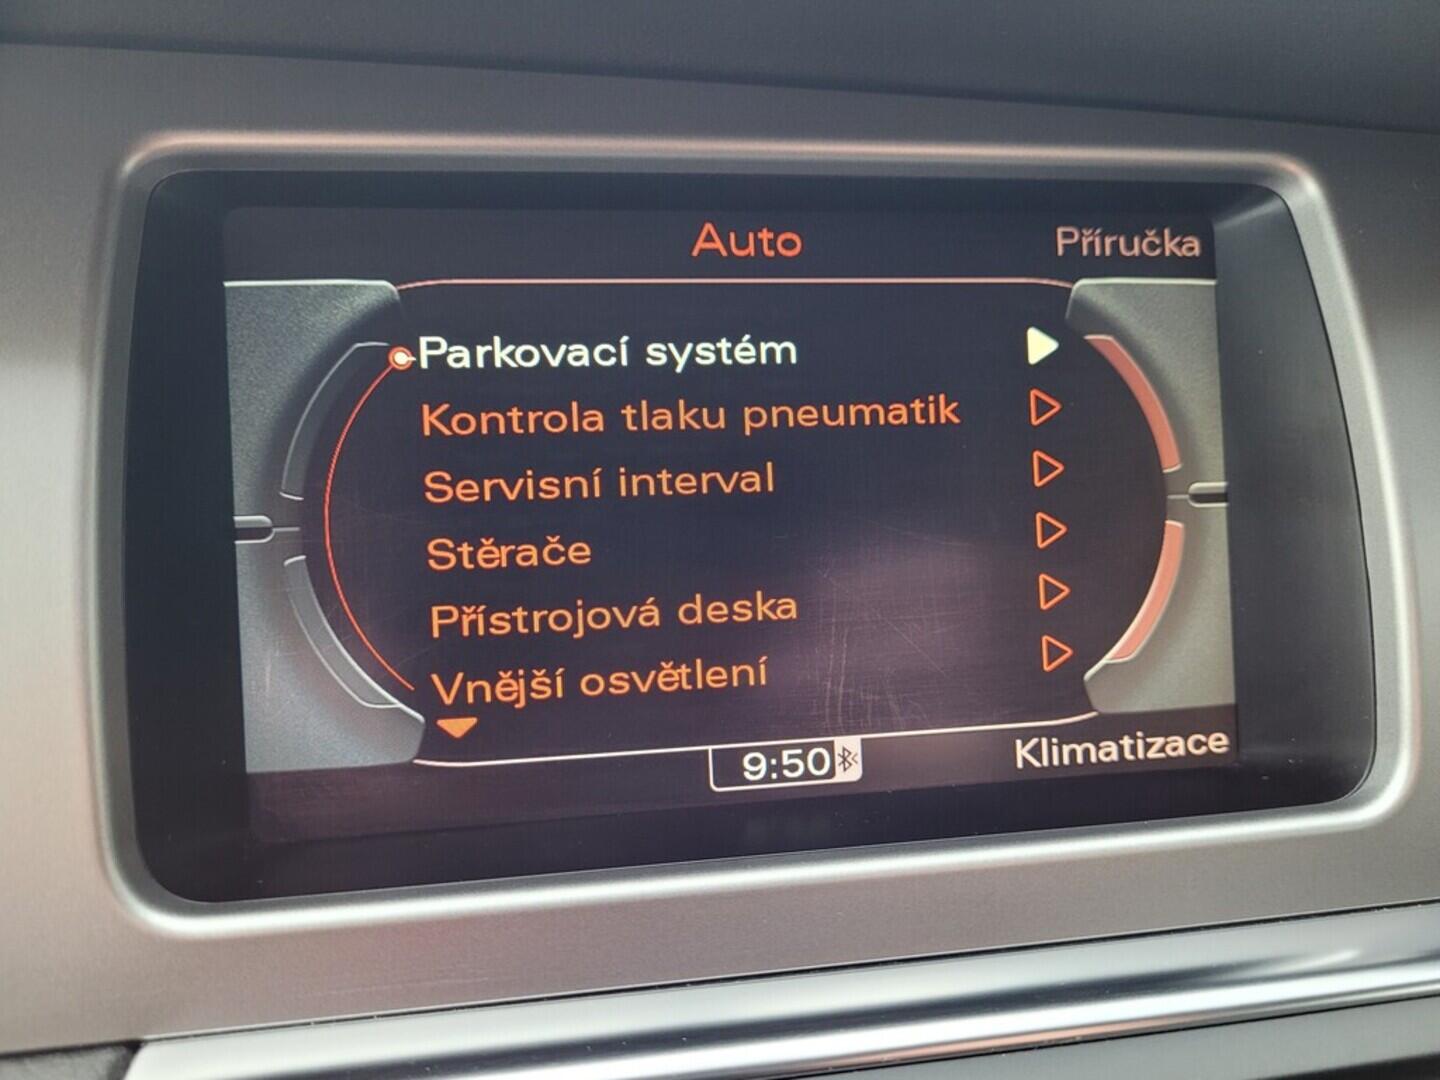 Auto
Příručka
Parkovací systém
Kontrola tlaku pneumatik
Servisní interval
Stěrače
Přístrojová deska
Vnější osvětlení
9:50
Klimatizace